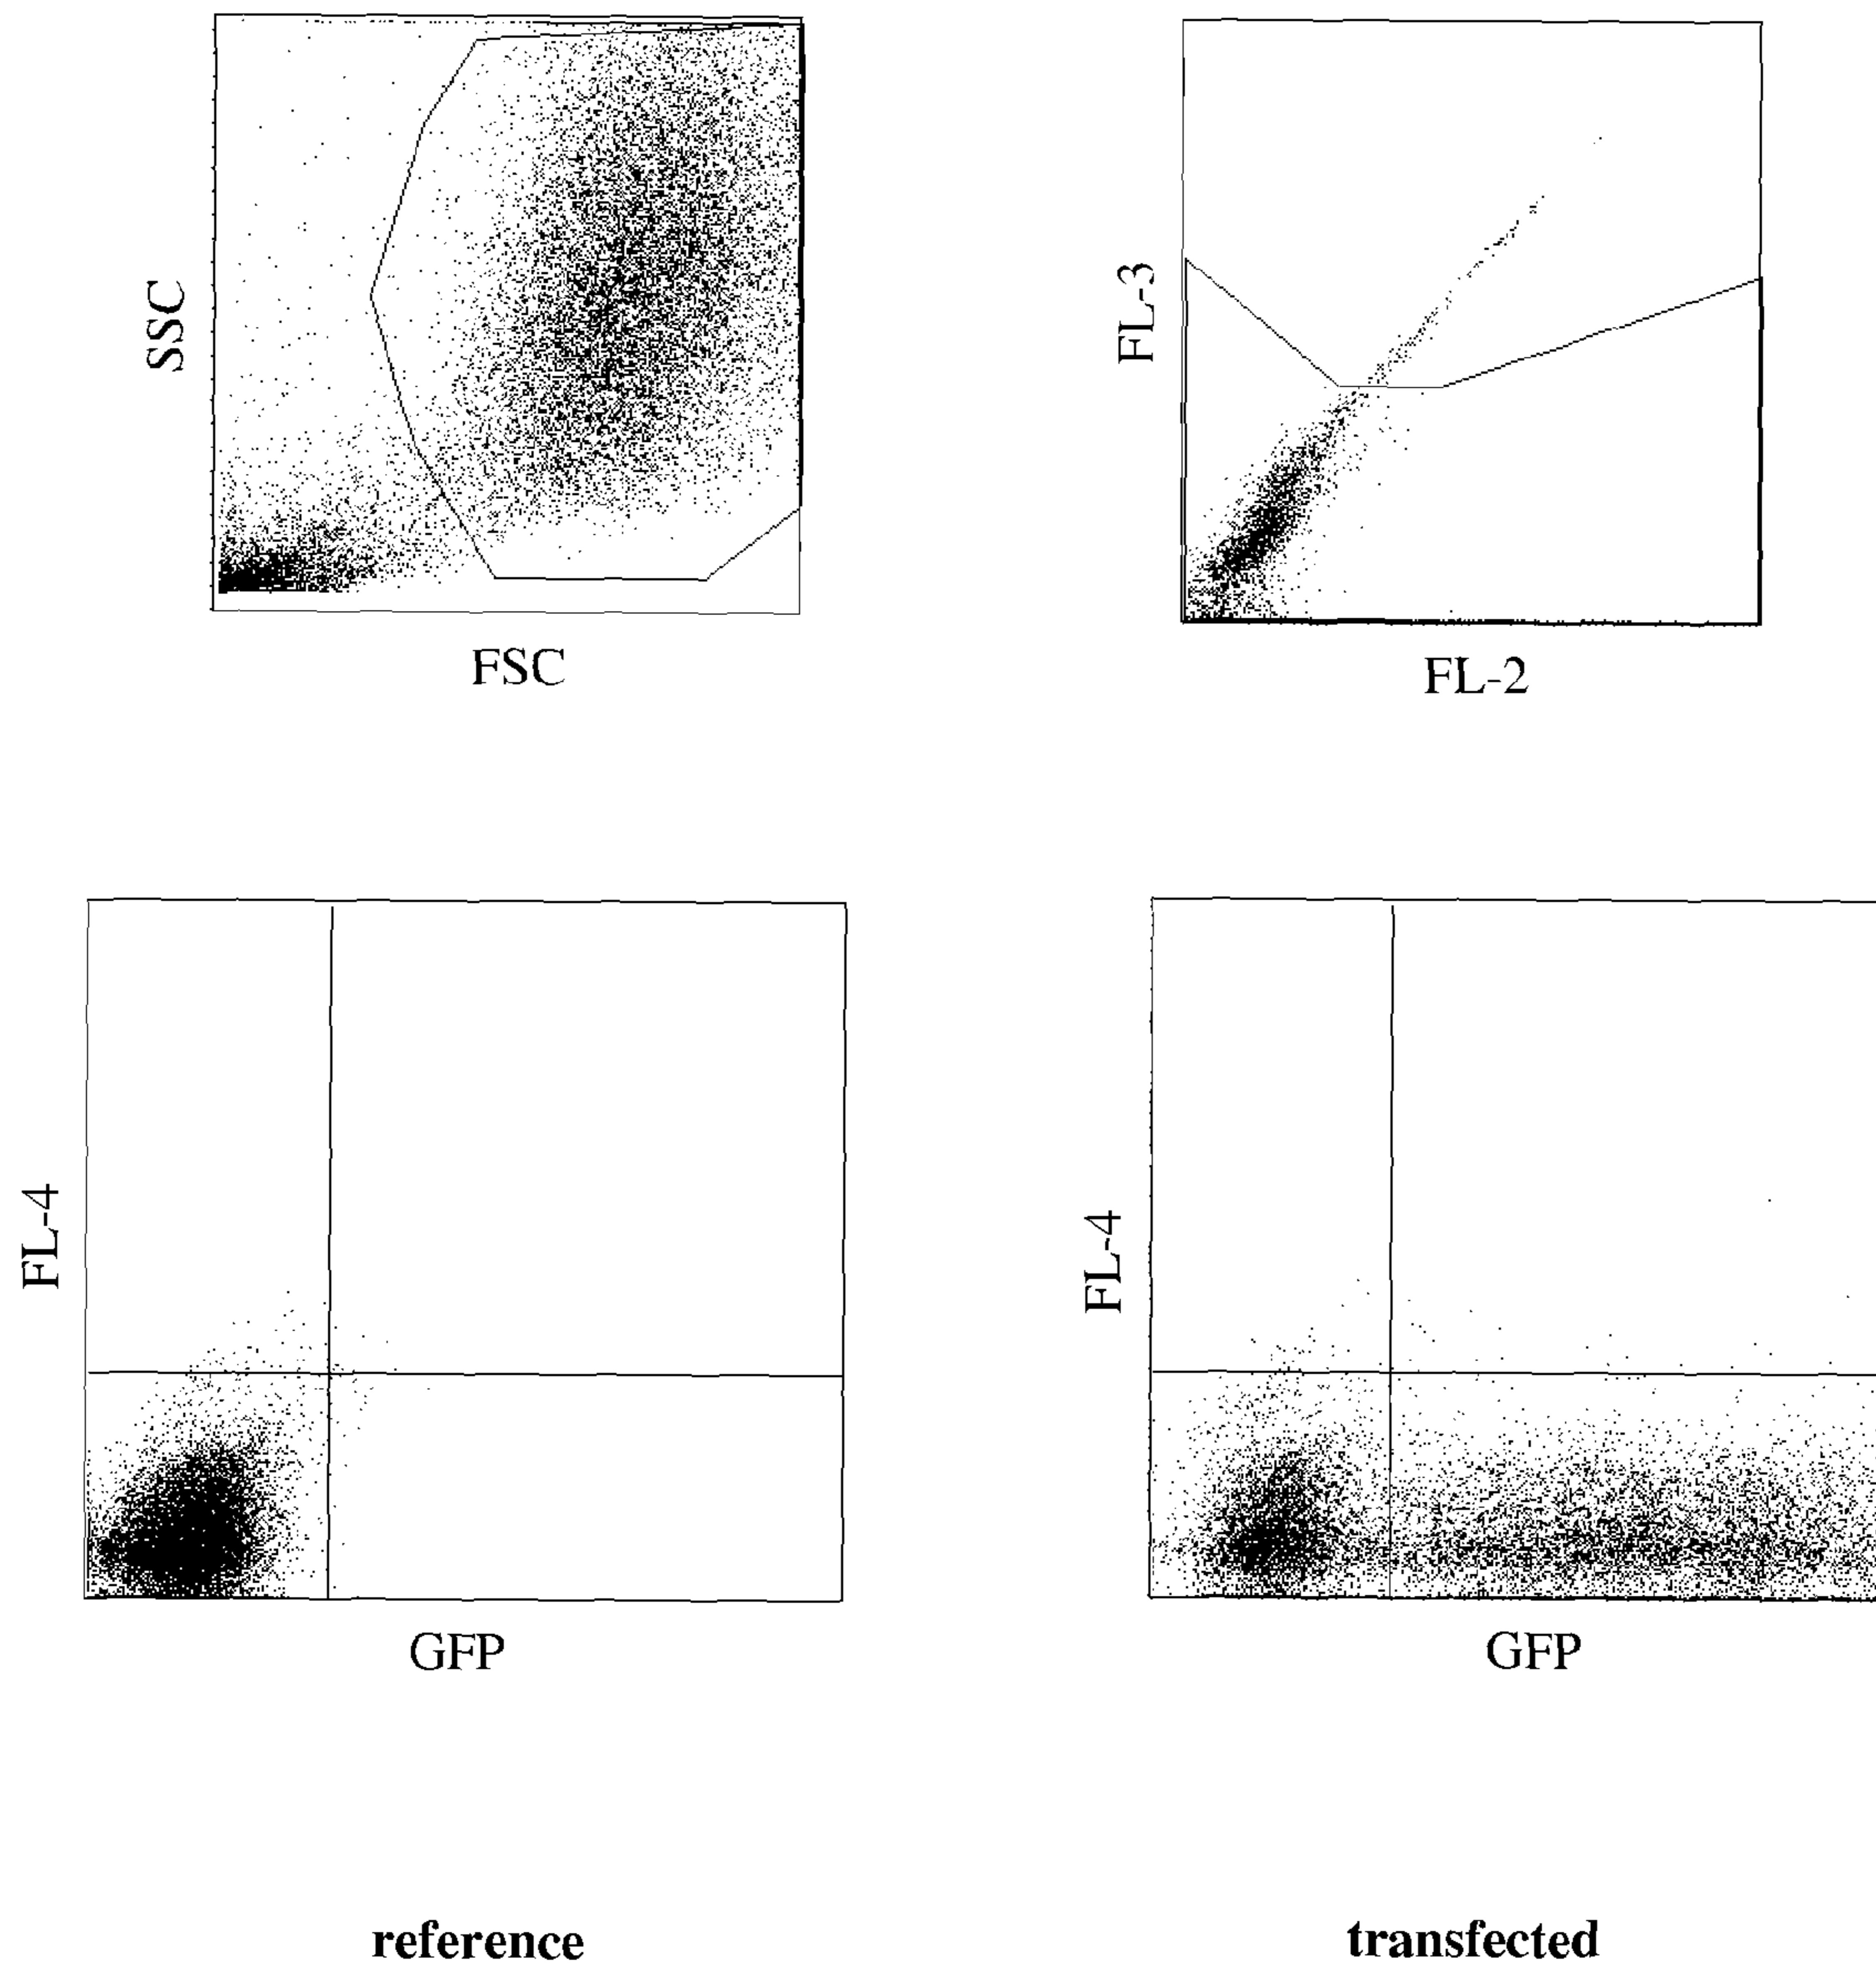 SSC
FSC
FL-3
FL-2
FL-4
GFP
FL-4
GFP
reference
transfected